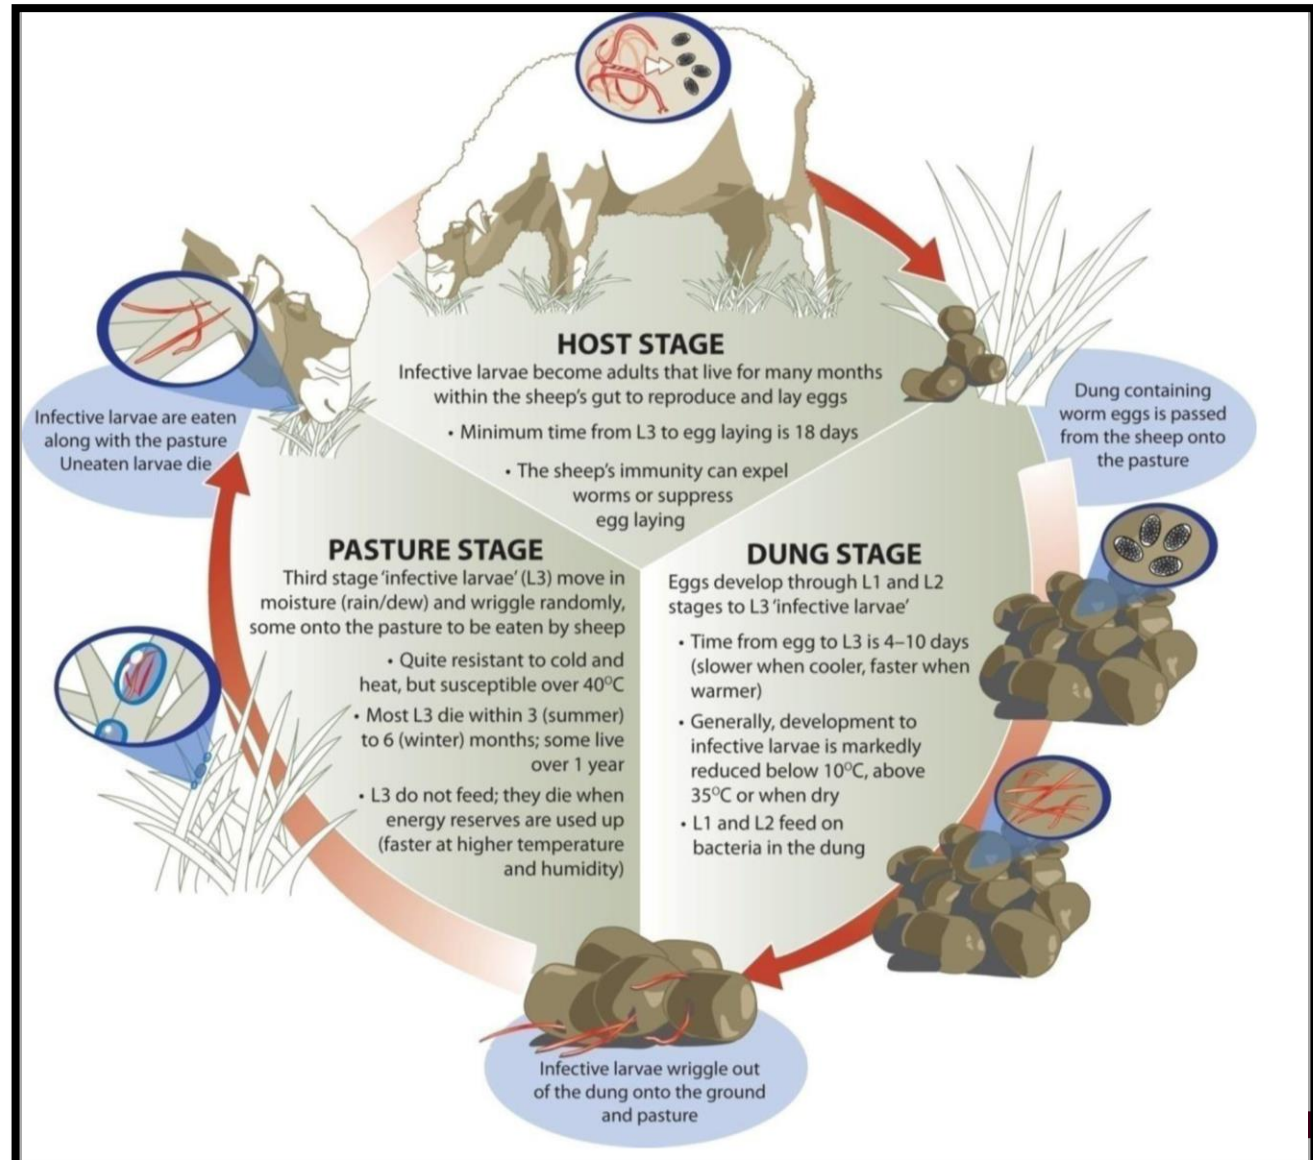 HOST STAGE
Infective larvae become adults that live for many months
within the sheep's gut to reproduce and lay eggs
• Minimum time from L3 to egg laying is 18 days
• The sheep's immunity can expel
worms or suppress
egg laying
Dung containing
worm eggs is passed
from the sheep onto
the pasture
DUNG STAGE
Eggs develop through L1 and L2
stages to L3 ‘infective larvae’
• Time from egg to L3 is 4–10 days
(slower when cooler, faster when
warmer)
• Generally, development to
infective larvae is markedly
reduced below 10°C, above
35°C or when dry
• L1 and L2 feed on
bacteria in the dung
Infective larvae wriggle out
of the dung onto the ground
and pasture
PASTURE STAGE
Third stage ‘infective larvae’ (L3) move in
moisture (rain/dew) and wriggle randomly,
some onto the pasture to be eaten by sheep
• Quite resistant to cold and
heat, but susceptible over 40°C
• Most L3 die within 3 (summer)
to 6 (winter) months; some live
over 1 year
• L3 do not feed; they die when
energy reserves are used up
(faster at higher temperature
and humidity)
Infective larvae are eaten
along with the pasture
Uneaten larvae die